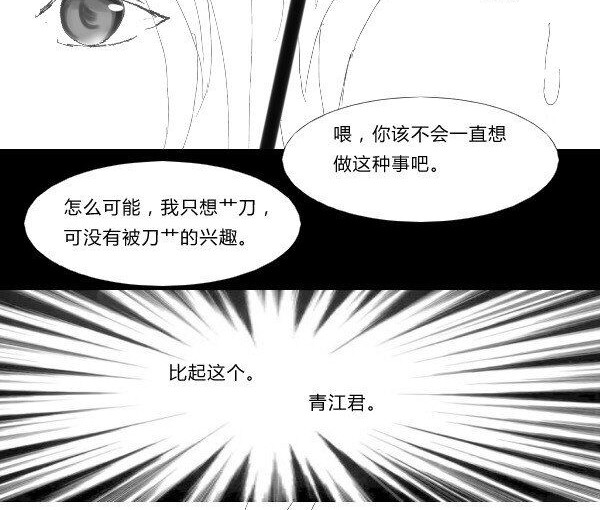 喂，你该不会一直想
做这种事吧。
怎么可能，我只想艹刀，
可没有被刀艹的兴趣。
比起这个。
青江君。